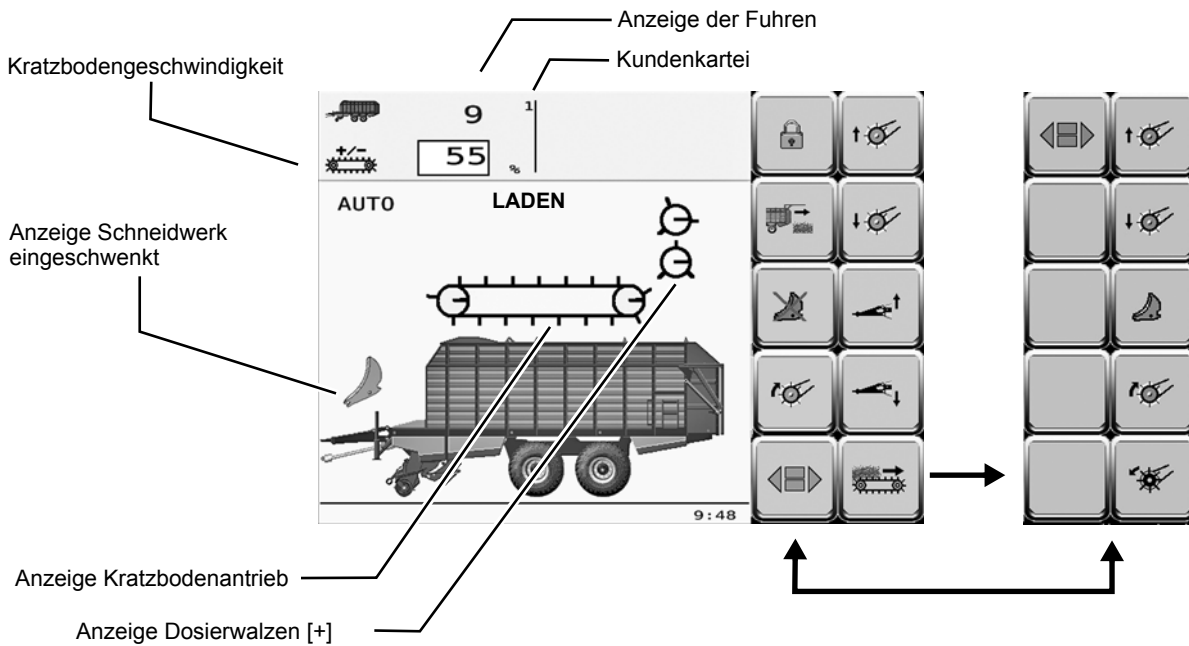 Anzeige der Fuhren
Kundenkartei
Kratzbodengeschwindigkeit
9
1
+/-
55
%
AUTO
LADEN
Anzeige Schneidwerk
eingeschwenkt
9:48
Anzeige Kratzbodenantrieb
Anzeige Dosierwalzen [+]